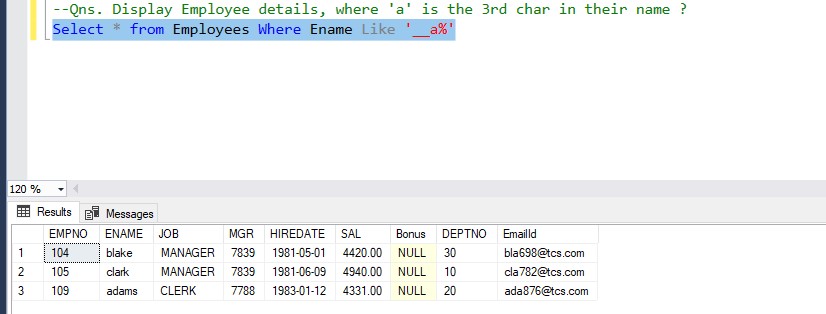 --Qns. Display Employee details, where 'a' is the 3rd char in their name ?
Select * from Employees Where Ename Like '__a%'
120 %
Results Messages
EMPNO ENAME JOB MGR HIREDATE SAL Bonus DEPTNO EmailId
1 104 blake MANAGER 7839 1981-05-01 4420.00 NULL 30 bla698@tcs.com
2 105 clark MANAGER 7839 1981-06-09 4940.00 NULL 10 cla782@tcs.com
3 109 adams CLERK 7788 1983-01-12 4331.00 NULL 20 ada876@tcs.com